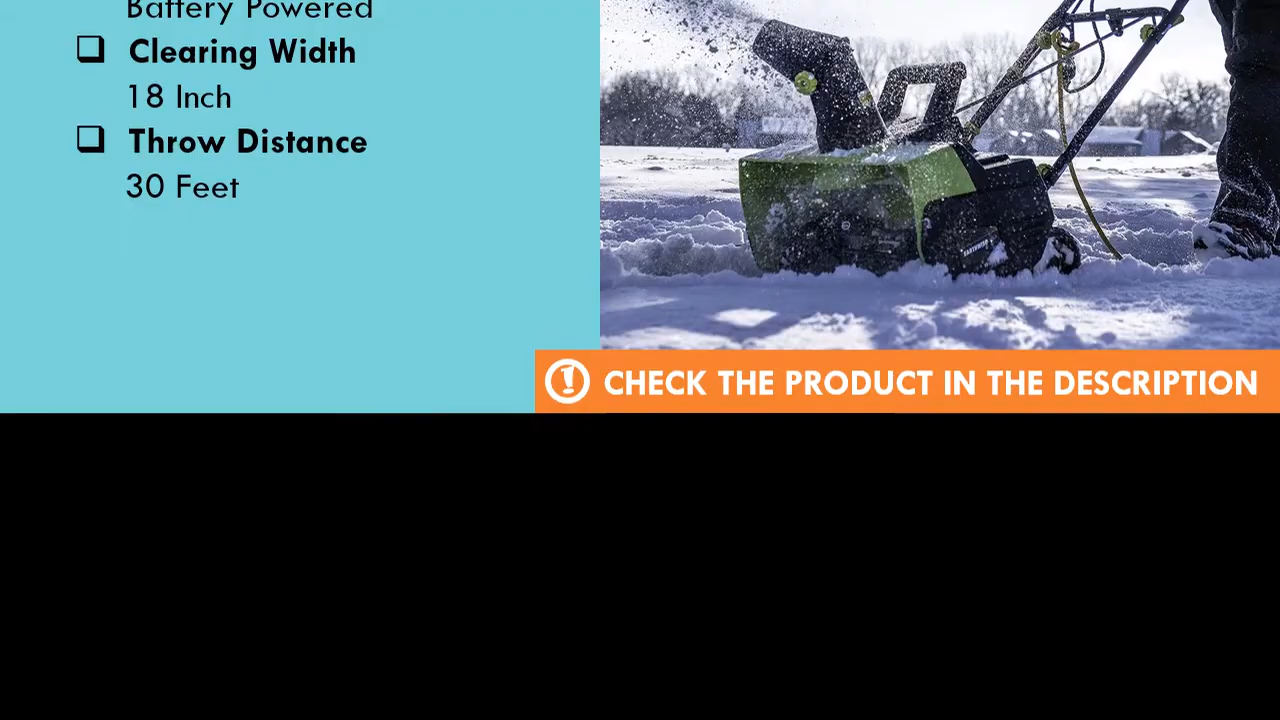 Battery Powered
❑ Clearing Width
18 Inch
❑ Throw Distance
30 Feet
CHECK THE PRODUCT IN THE DESCRIPTION